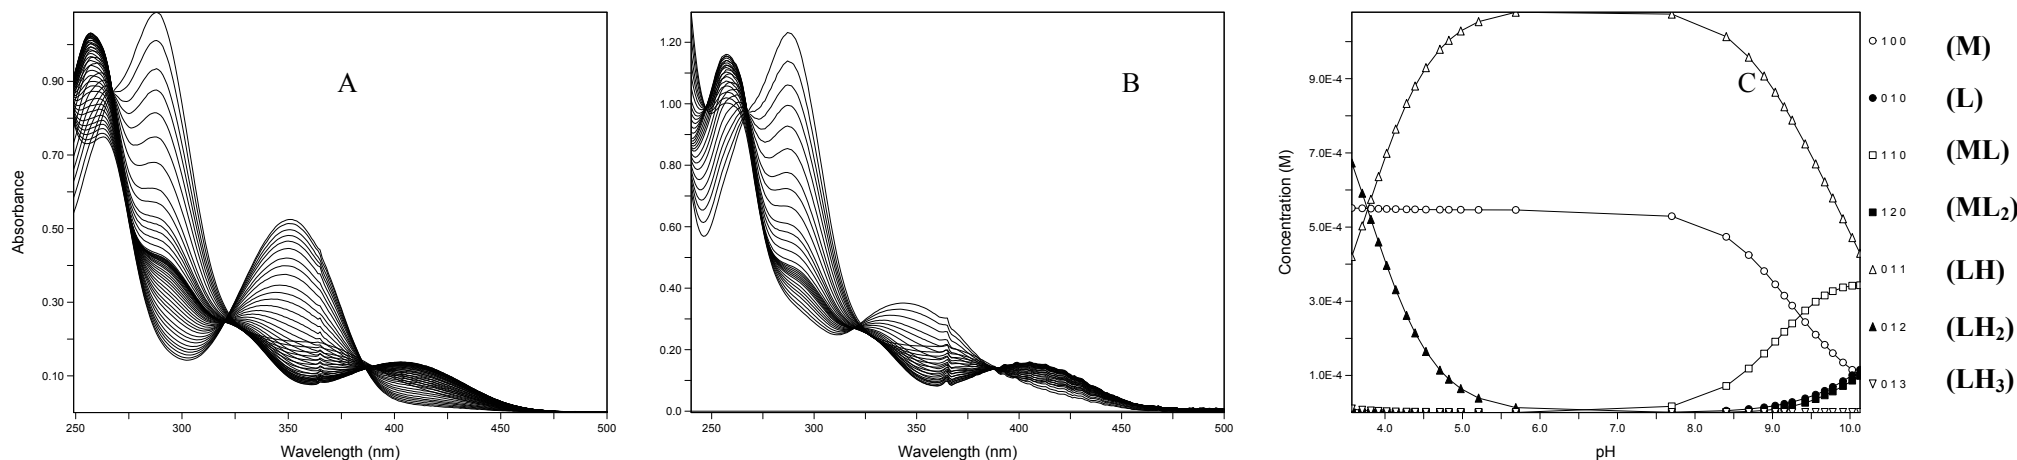 A
Absorbance
0.90
0.70
0.50
0.30
0.10
250 300 350 400 450 500
Wavelength (nm)
B
1.20
1.00
0.80
0.60
0.40
0.20
0.0
250 300 350 400 450 500
Wavelength (nm)
C
Concentration (M)
9.0E-4
7.0E-4
5.0E-4
3.0E-4
1.0E-4
4.0 5.0 6.0 7.0 8.0 9.0 10.0
pH
1 0 0 (M)
0 1 0 (L)
1 1 0 (ML)
1 2 0 (ML₂)
0 1 1 (LH)
0 1 2 (LH₂)
0 1 3 (LH₃)